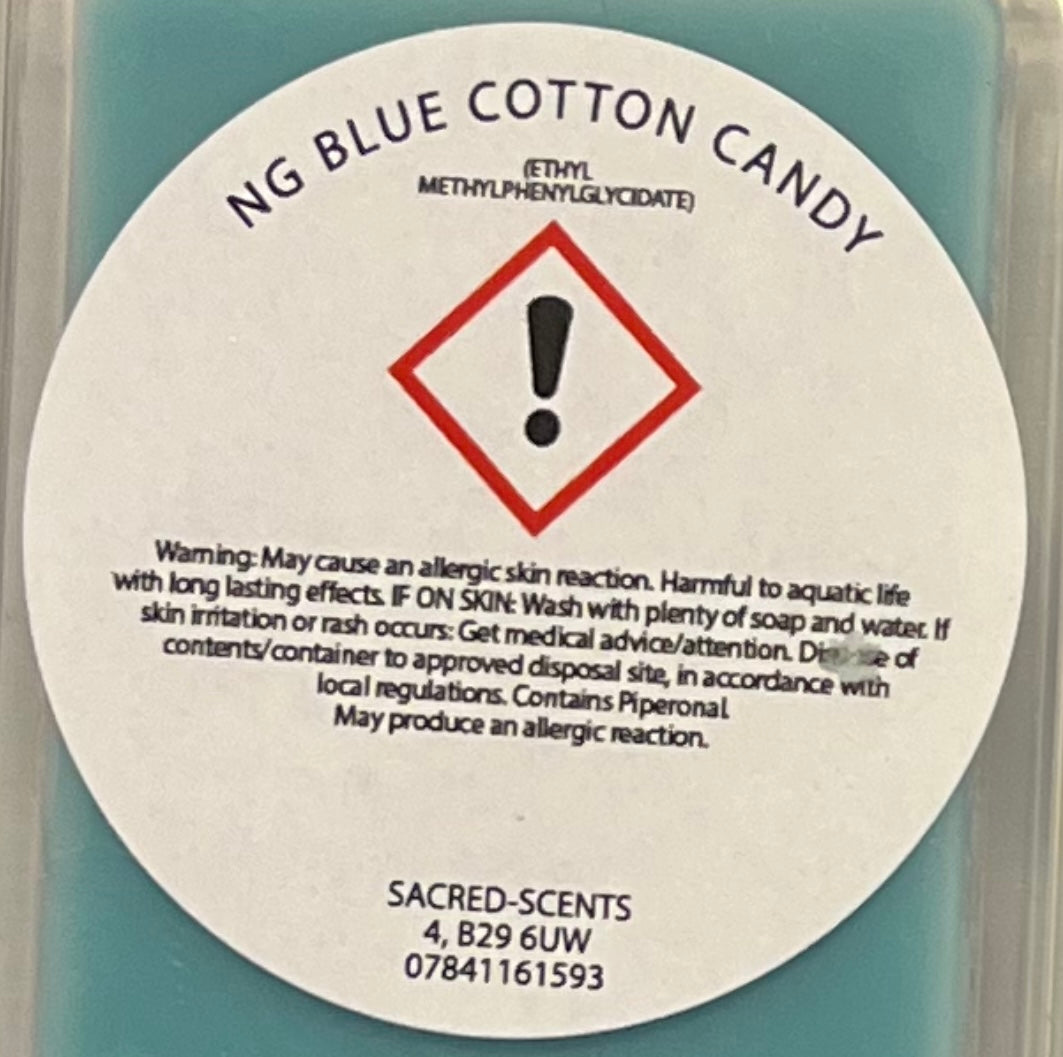 NG BLUE COTTON CANDY
(ETHYL
METHYLPHENYLGLYCIDATE)
Warning: May cause an allergic skin reaction. Harmful to aquatic life
with long lasting effects. IF ON SKIN: Wash with plenty of soap and water. If
skin irritation or rash occurs: Get medical advice/attention. of
contents/container to approved disposal site, in accordance with
local regulations. Contains Piperonal.
May produce an allergic reaction.
SACRED-SCENTS
4, B29 6UW
07841161593